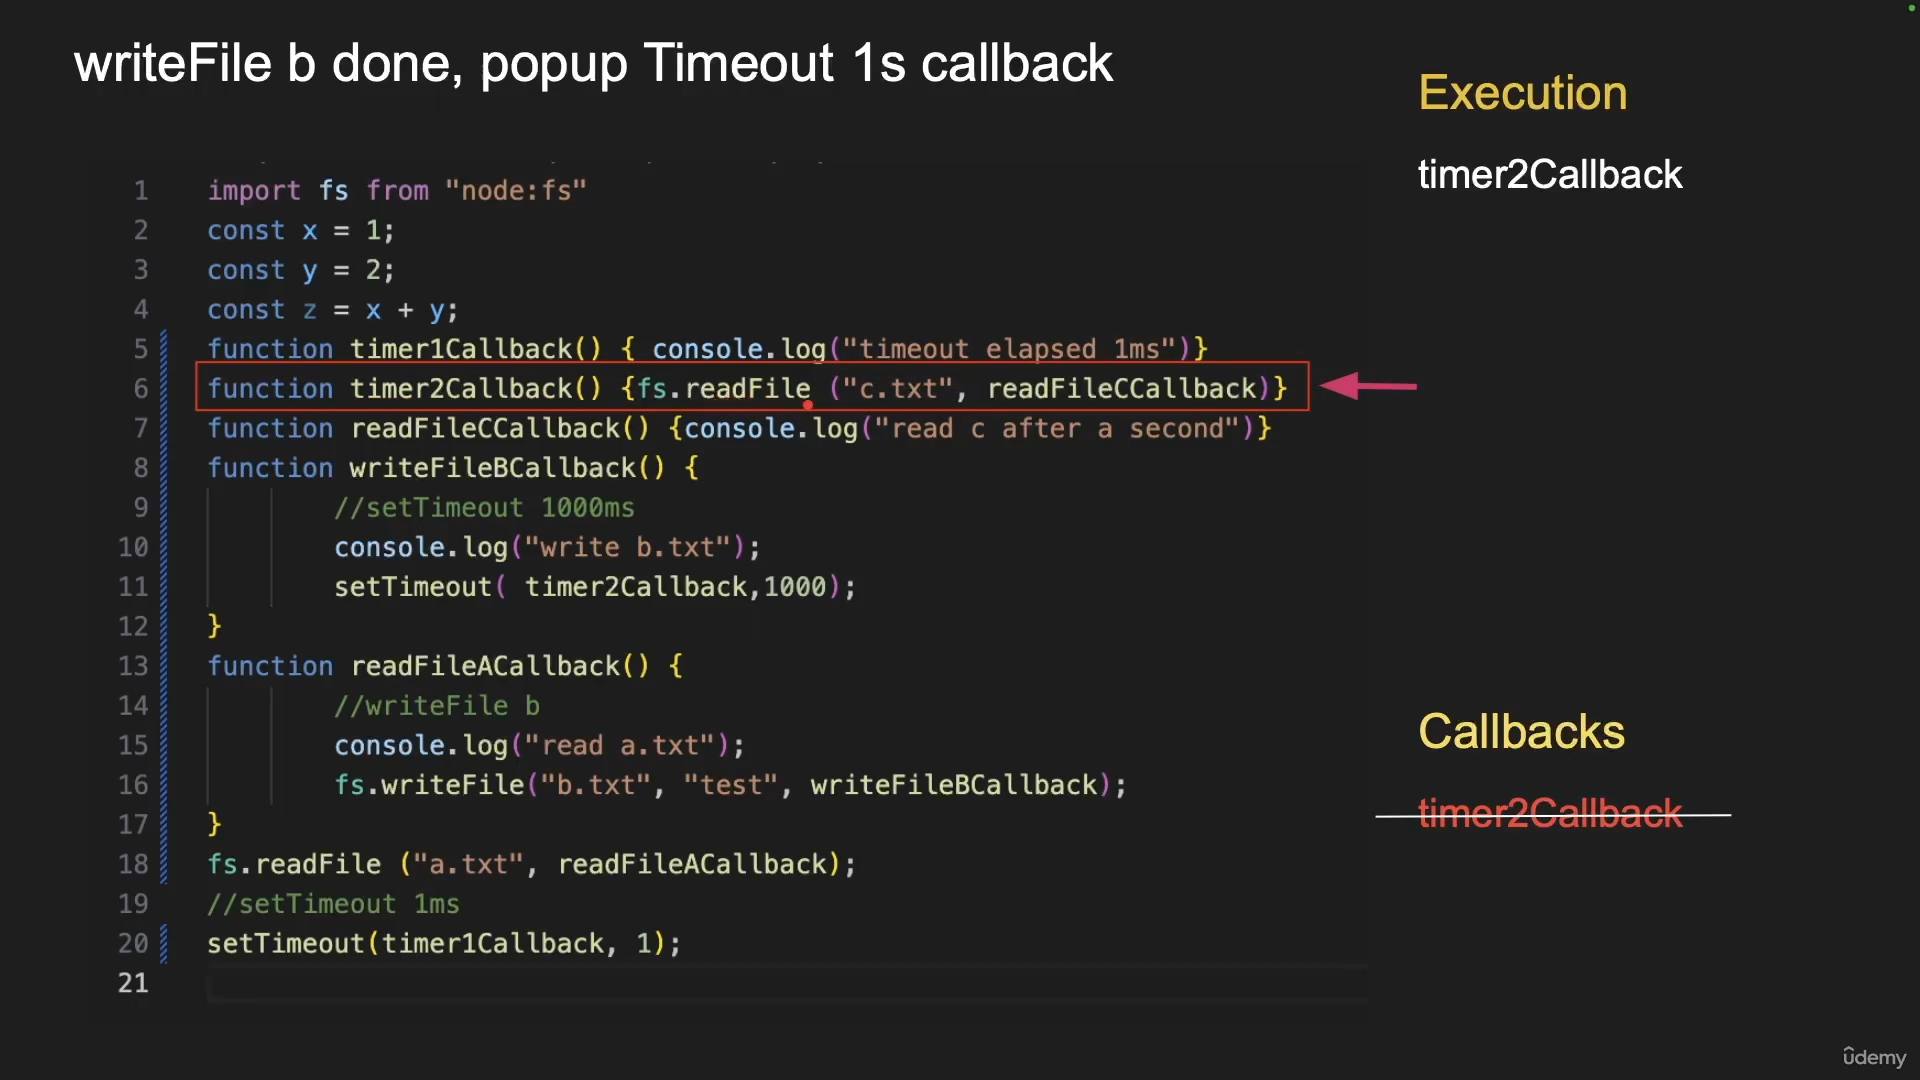 writeFile b done, popup Timeout 1s callback
Execution
timer2Callback
1 import fs from "node:fs"
2 const x = 1;
3 const y = 2;
4 const z = x + y;
5 function timer1Callback() { console.log("timeout elapsed 1ms")}
6 function timer2Callback() {fs.readFile ("c.txt", readFileCCallback)}
7 function readFileCCallback() {console.log("read c after a second")}
8 function writeFileBCallback() {
9 //setTimeout 1000ms
10 console.log("write b.txt");
11 setTimeout( timer2Callback,1000);
12 }
13 function readFileACallback() {
14 //writeFile b
15 console.log("read a.txt");
16 fs.writeFile("b.txt", "test", writeFileBCallback);
17 }
18 fs.readFile ("a.txt", readFileACallback);
19 //setTimeout 1ms
20 setTimeout(timer1Callback, 1);
21
Callbacks
timer2Callback
ûdemy